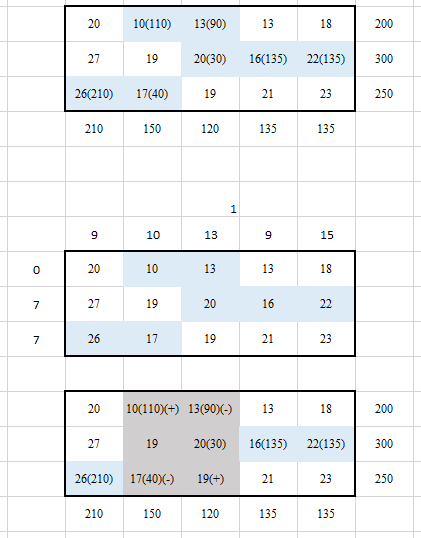 20 10(110) 13(90) 13 18 200
27 19 20(30) 16(135) 22(135) 300
26(210) 17(40) 19 21 23 250
210 150 120 135 135
1
9 10 13 9 15
0 20 10 13 13 18
7 27 19 20 16 22
7 26 17 19 21 23
20 10(110)(+) 13(90)(-) 13 18 200
27 19 20(30) 16(135) 22(135) 300
26(210) 17(40)(-) 19(+) 21 23 250
210 150 120 135 135